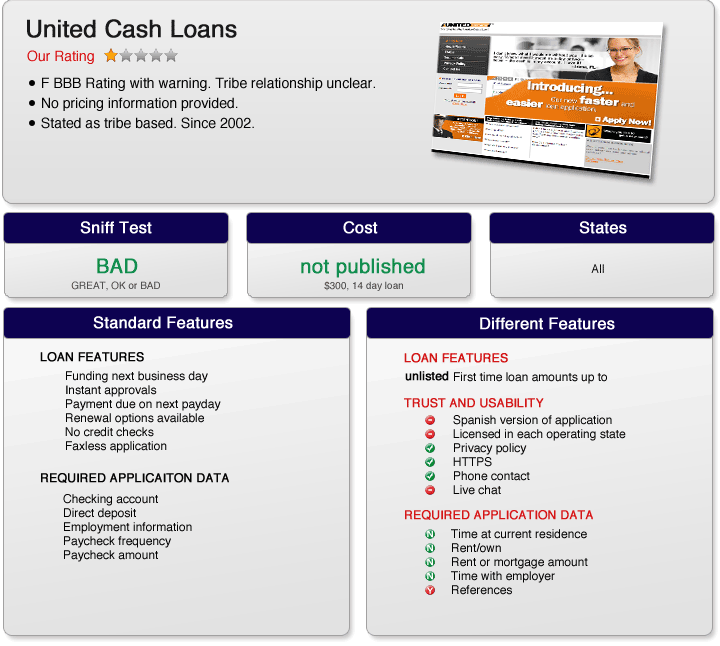 United Cash Loans
Our Rating
F BBB Rating with warning. Tribe relationship unclear.
No pricing information provided.
Stated as tribe based. Since 2002.
UNITED
Introducing...
Our new faster and
easier
application.
Apply Now!
Sniff Test
BAD
GREAT, OK or BAD
Cost
not published
$300, 14 day loan
States
All
Standard Features
LOAN FEATURES
Funding next business day
Instant approvals
Payment due on next payday
Renewal options available
No credit checks
Faxless application
REQUIRED APPLICAITON DATA
Checking account
Direct deposit
Employment information
Paycheck frequency
Paycheck amount
Different Features
LOAN FEATURES
unlisted First time loan amounts up to
TRUST AND USABILITY
Spanish version of application
Licensed in each operating state
Privacy policy
HTTPS
Phone contact
Live chat
REQUIRED APPLICATION DATA
N Time at current residence
N Rent/own
N Rent or mortgage amount
N Time with employer
Y References